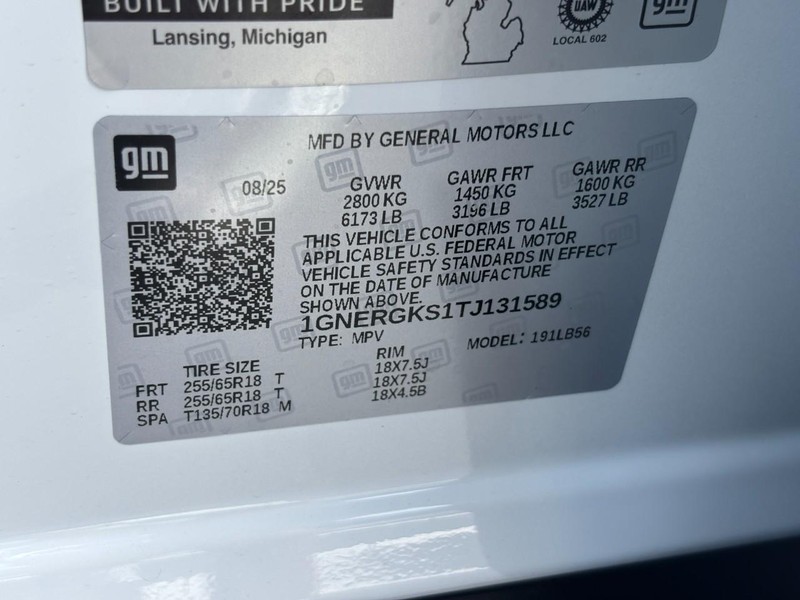 BUILT WITH PRIDE
Lansing, Michigan
UAW
LOCAL 602
gm
gm
MFD BY GENERAL MOTORS LLC
08/25
GVWR GAWR FRT GAWR RR
2800 KG 1450 KG 1600 KG
6173 LB 3196 LB 3527 LB
THIS VEHICLE CONFORMS TO ALL
APPLICABLE U.S. FEDERAL MOTOR
VEHICLE SAFETY STANDARDS IN EFFECT
ON THE DATE OF MANUFACTURE
SHOWN ABOVE.
1GNERGKS1TJ131589
TYPE: MPV MODEL: 191LB56
TIRE SIZE RIM
FRT 255/65R18 T 18X7.5J
RR 255/65R18 T 18X7.5J
SPA T135/70R18 M 18X4.5B